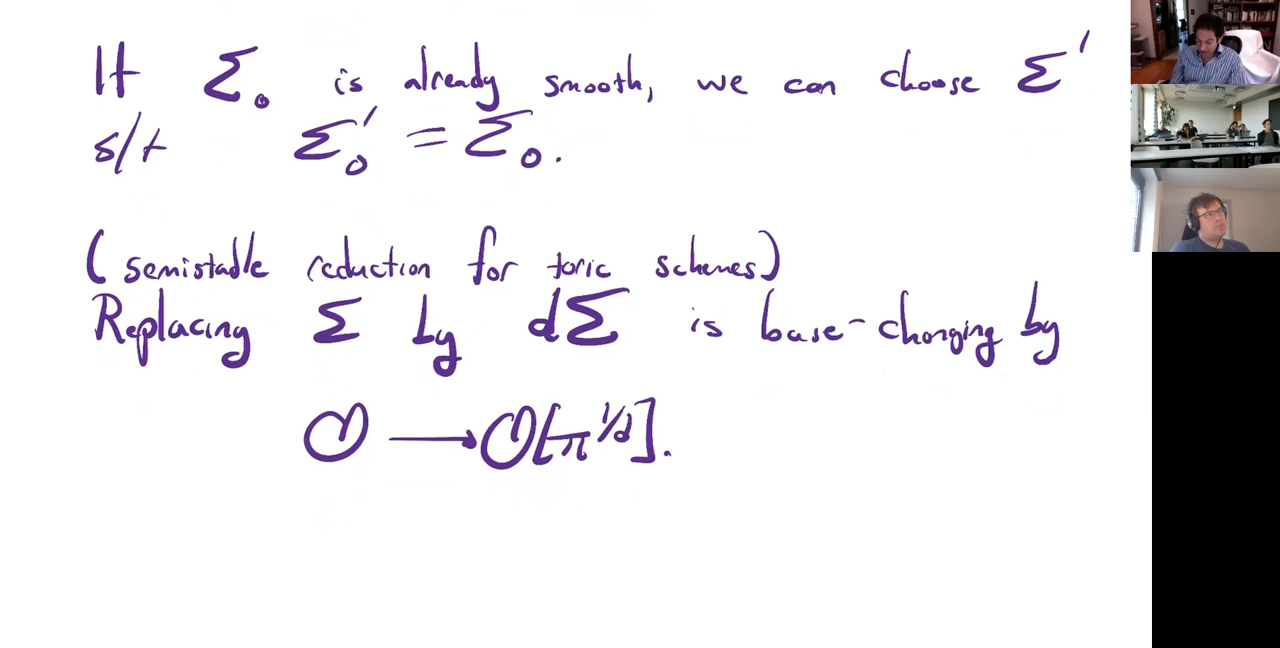 If Σ₀ is already smooth, we can choose Σ'
s/t Σ₀' = Σ₀.
(semistable reduction for toric schemes)
Replacing Σ by dΣ is base-changing by
𝒪 → 𝒪[π^{1/d}].